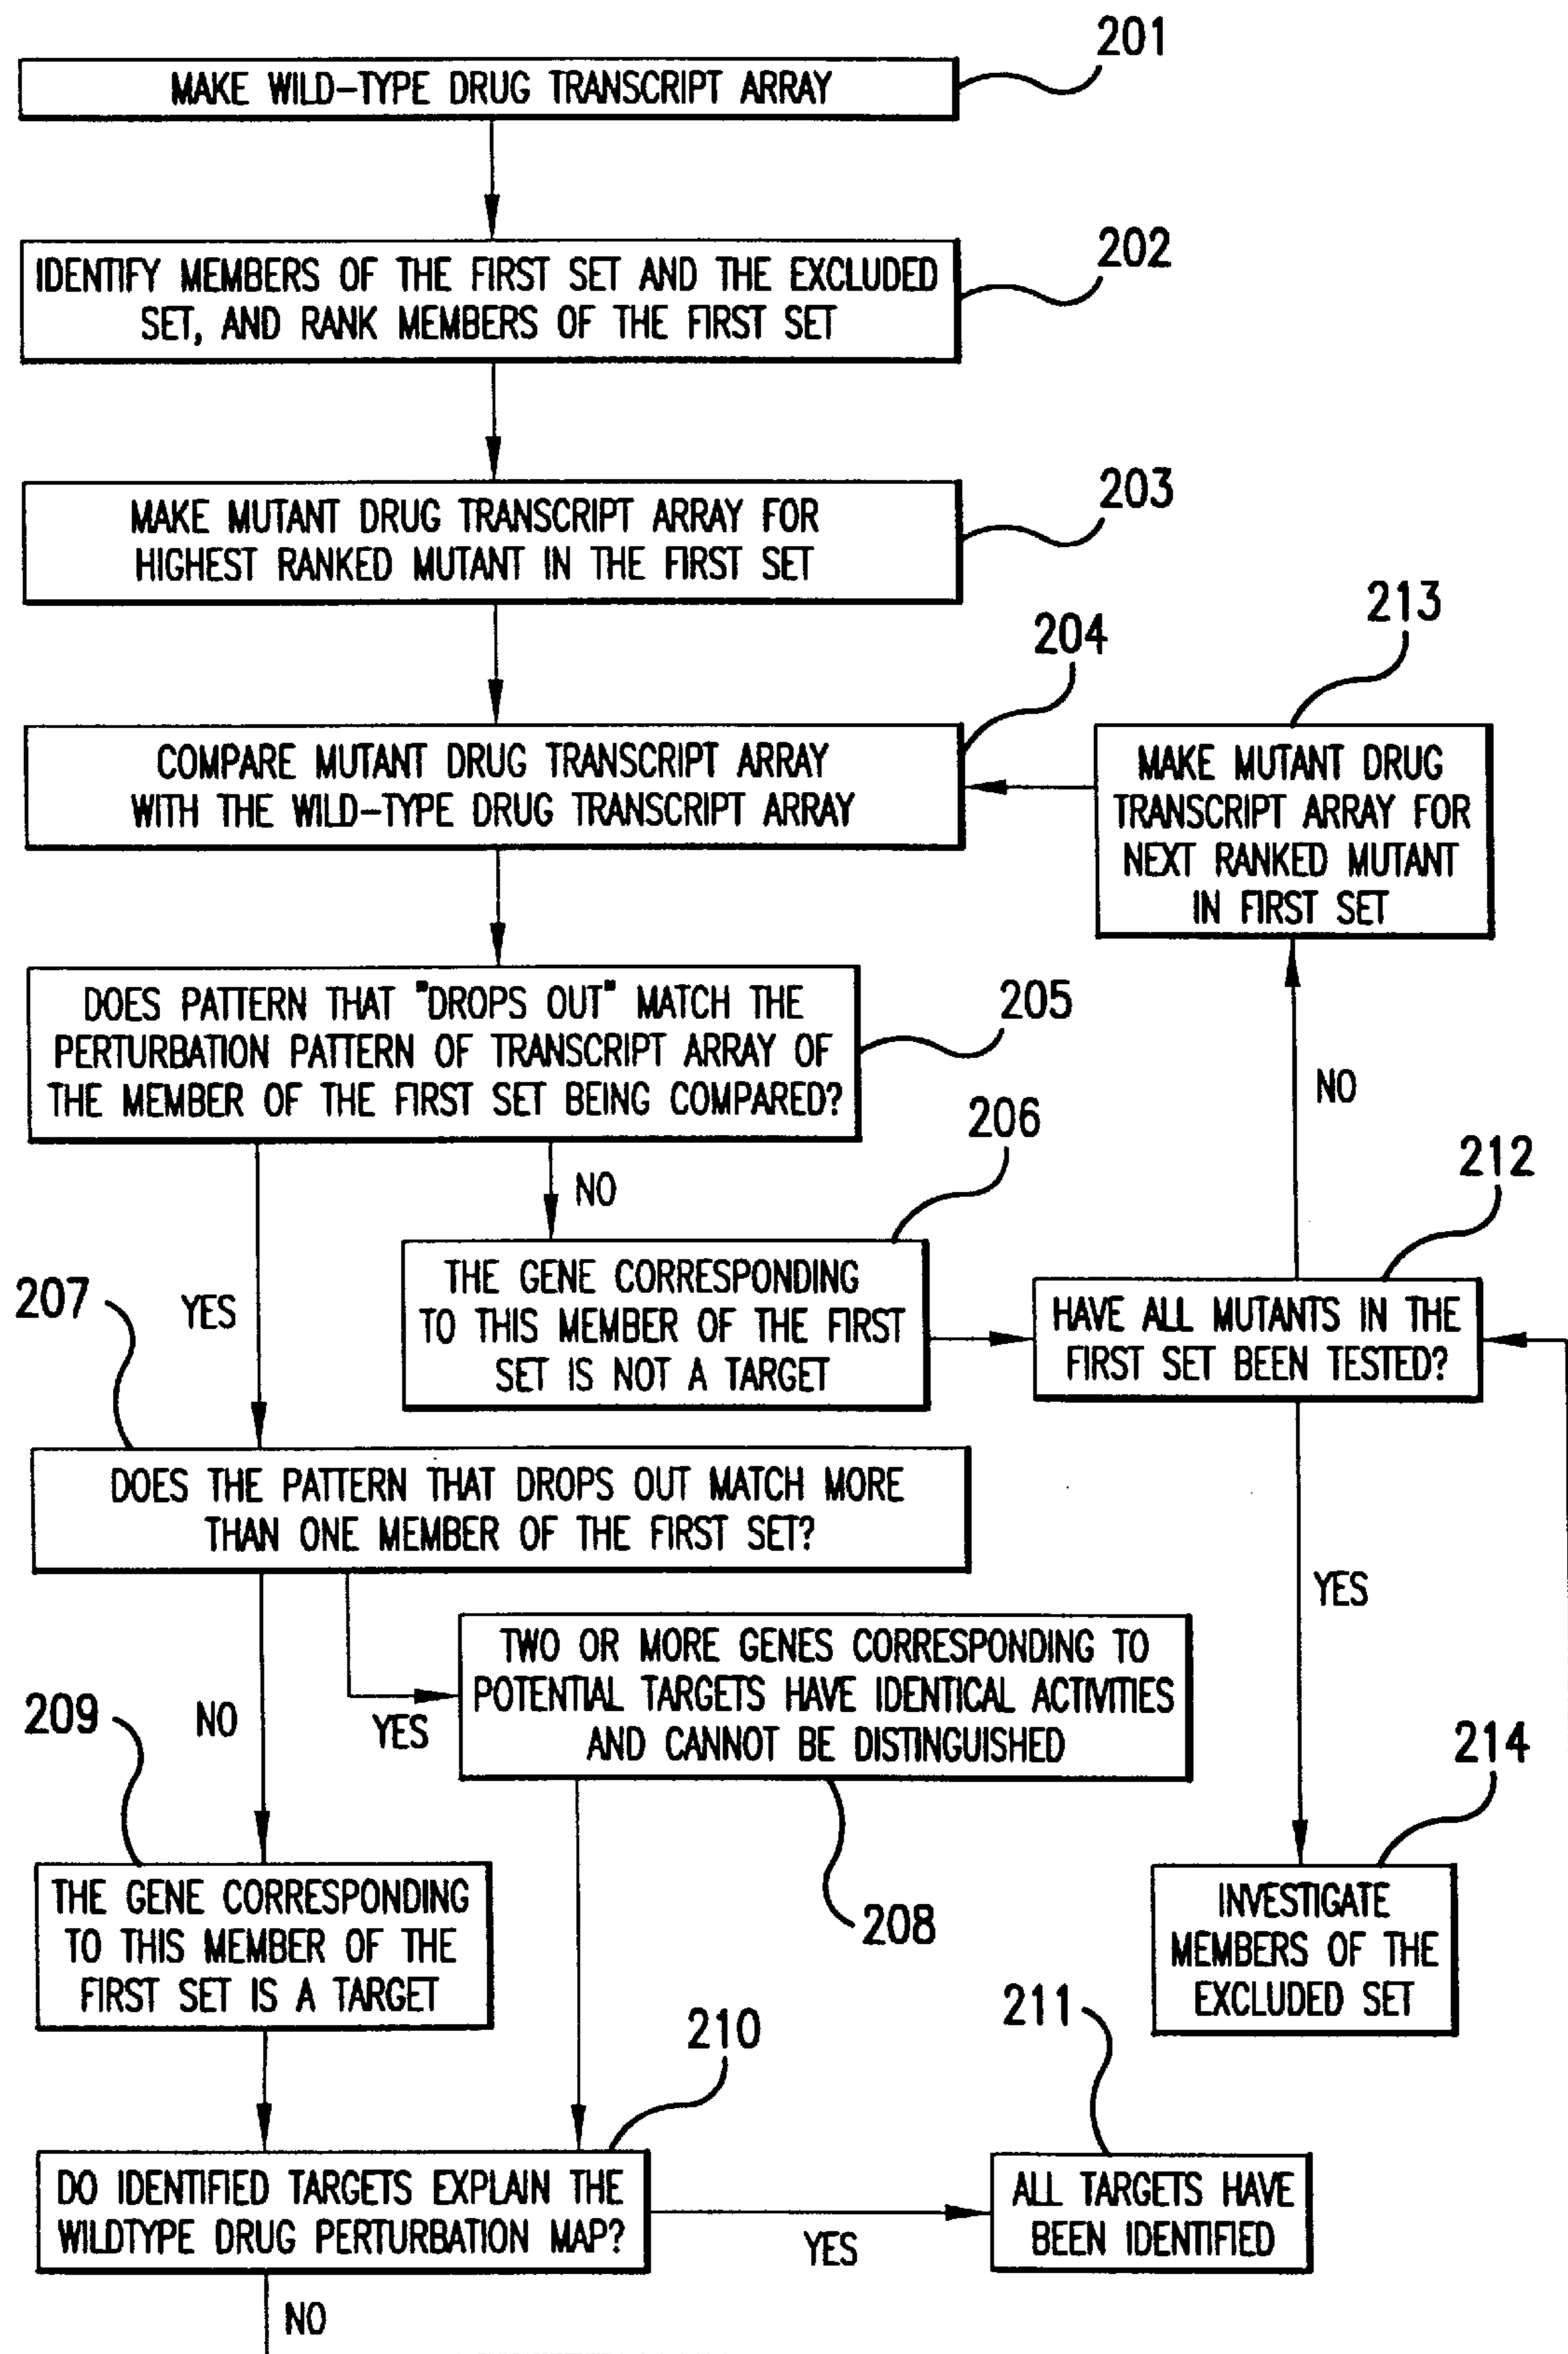 201
MAKE WILD-TYPE DRUG TRANSCRIPT ARRAY
202
IDENTIFY MEMBERS OF THE FIRST SET AND THE EXCLUDED
SET, AND RANK MEMBERS OF THE FIRST SET
203
MAKE MUTANT DRUG TRANSCRIPT ARRAY FOR
HIGHEST RANKED MUTANT IN THE FIRST SET
204
COMPARE MUTANT DRUG TRANSCRIPT ARRAY
WITH THE WILD-TYPE DRUG TRANSCRIPT ARRAY
213
MAKE MUTANT DRUG
TRANSCRIPT ARRAY FOR
NEXT RANKED MUTANT
IN FIRST SET
205
DOES PATTERN THAT "DROPS OUT" MATCH THE
PERTURBATION PATTERN OF TRANSCRIPT ARRAY OF
THE MEMBER OF THE FIRST SET BEING COMPARED?
NO
206
NO
THE GENE CORRESPONDING
TO THIS MEMBER OF THE FIRST
SET IS NOT A TARGET
212
HAVE ALL MUTANTS IN THE
FIRST SET BEEN TESTED?
207
YES
DOES THE PATTERN THAT DROPS OUT MATCH MORE
THAN ONE MEMBER OF THE FIRST SET?
YES
TWO OR MORE GENES CORRESPONDING TO
POTENTIAL TARGETS HAVE IDENTICAL ACTIVITIES
AND CANNOT BE DISTINGUISHED
209
NO
YES
208
214
INVESTIGATE
MEMBERS OF THE
EXCLUDED SET
THE GENE CORRESPONDING
TO THIS MEMBER OF THE
FIRST SET IS A TARGET
210
211
DO IDENTIFIED TARGETS EXPLAIN THE
WILDTYPE DRUG PERTURBATION MAP?
YES
ALL TARGETS HAVE
BEEN IDENTIFIED
NO